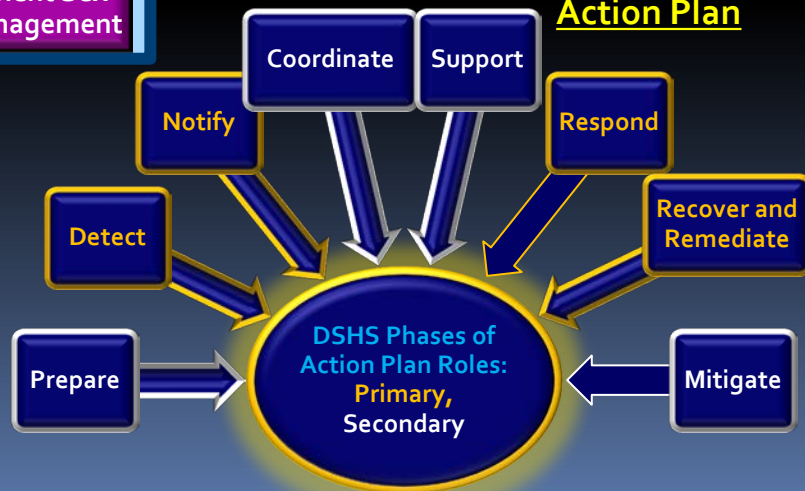 nagement
Action Plan
Coordinate
Support
Notify
Respond
Detect
Recover and
Remediate
Prepare
DSHS Phases of
Action Plan Roles:
Primary,
Secondary
Mitigate